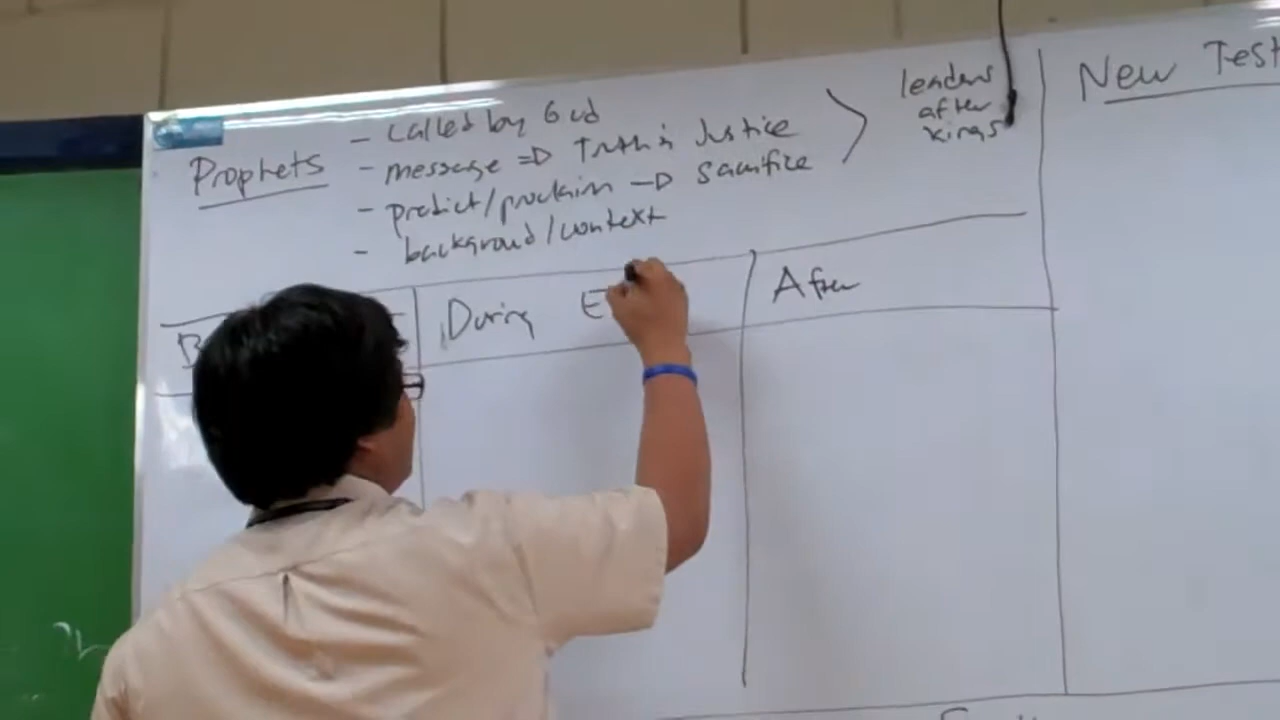 Prophets
- called by God
- message => Truth & Justice
- predict/proclaim -> sacrifice
- background/context
leaders
after
kings
New Test
During E
After